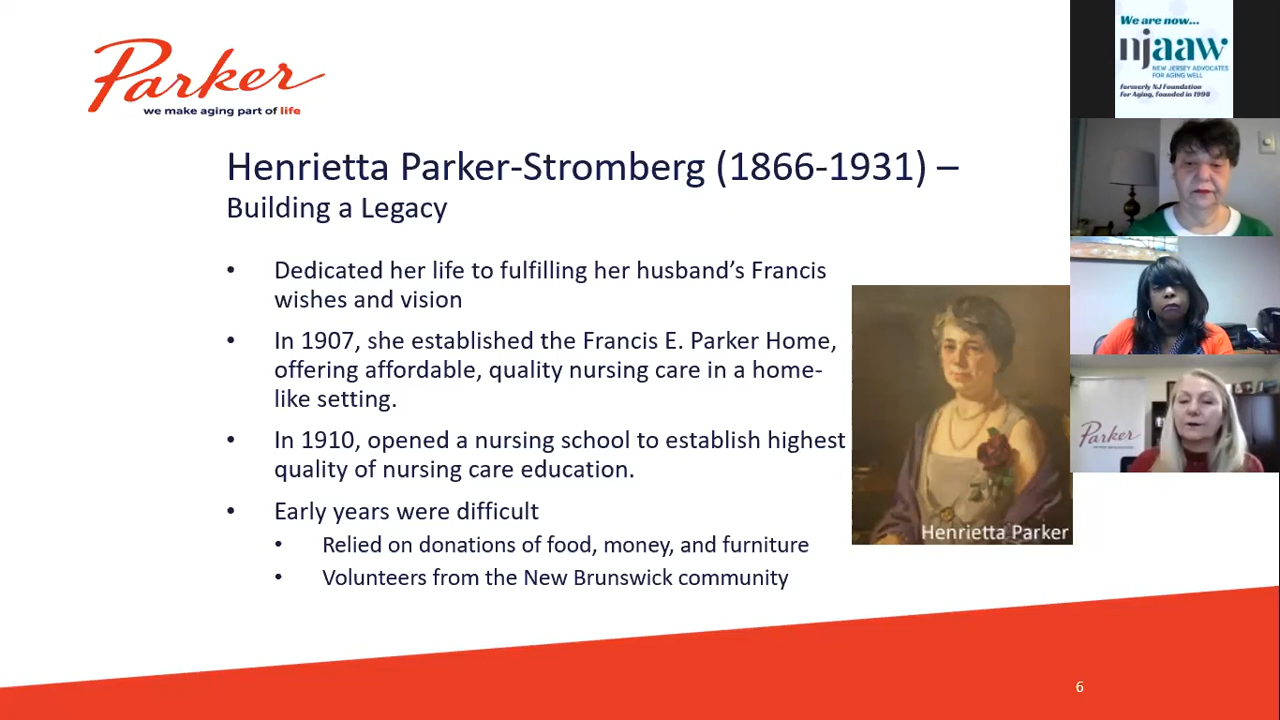 Parker
we make aging part of life
Henrietta Parker-Stromberg (1866-1931) –
Building a Legacy
• Dedicated her life to fulfilling her husband’s Francis
wishes and vision
• In 1907, she established the Francis E. Parker Home,
offering affordable, quality nursing care in a home-
like setting.
• In 1910, opened a nursing school to establish highest
quality of nursing care education.
• Early years were difficult
• Relied on donations of food, money, and furniture
• Volunteers from the New Brunswick community
Henrietta Parker
6
We are now...
njaaw
NEW JERSEY ADVOCATES
FOR AGING WELL
formerly NJ Foundation
for Aging, founded in 1998
Parker